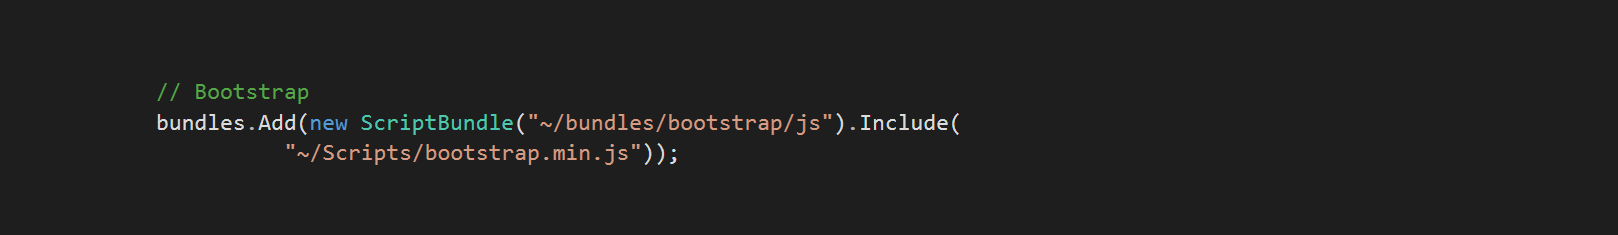 // Bootstrap
bundles.Add(new ScriptBundle("~/bundles/bootstrap/js").Include(
"~/Scripts/bootstrap.min.js"));